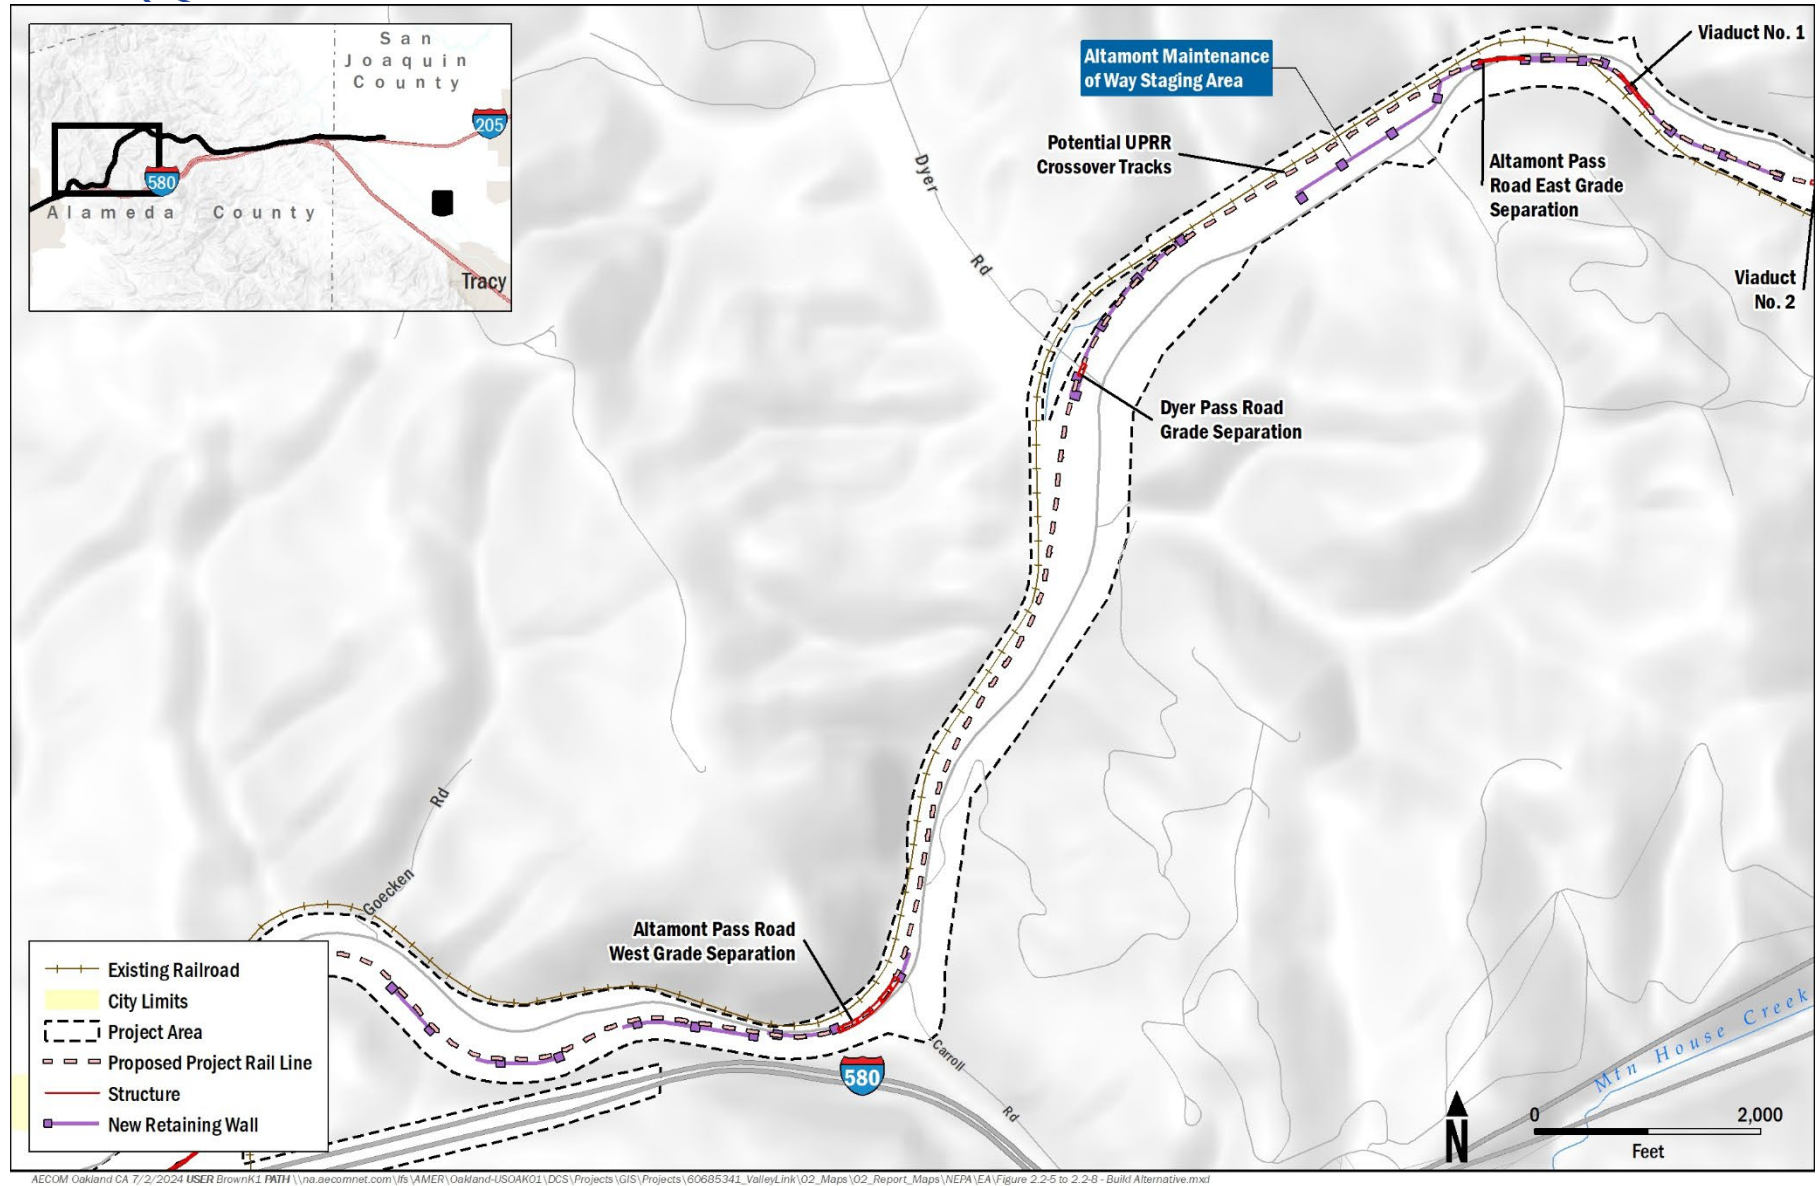 San
Joaquin
County
205
580
Alameda County
Tracy
Altamont Maintenance
of Way Staging Area
Viaduct No. 1
Potential UPRR
Crossover Tracks
Dyer
Rd
Altamont Pass
Road East Grade
Separation
Viaduct
No. 2
Dyer Pass Road
Grade Separation
Goecken
Rd
Altamont Pass Road
West Grade Separation
580
Carroll
Rd
Mtn House Creek
Existing Railroad
City Limits
Project Area
Proposed Project Rail Line
Structure
New Retaining Wall
N
0 2,000
Feet
AECOM Oakland CA 7/2/2024 USER BrownK1 PATH \\na.aecomnet.com\lfs\AMER\Oakland-USOAK01\DCS\Projects\GIS\Projects\60685341_ValleyLink\02_Maps\02_Report_Maps\NEPA\EA\Figure 2.2-5 to 2.2-8 - Build Alternative.mxd